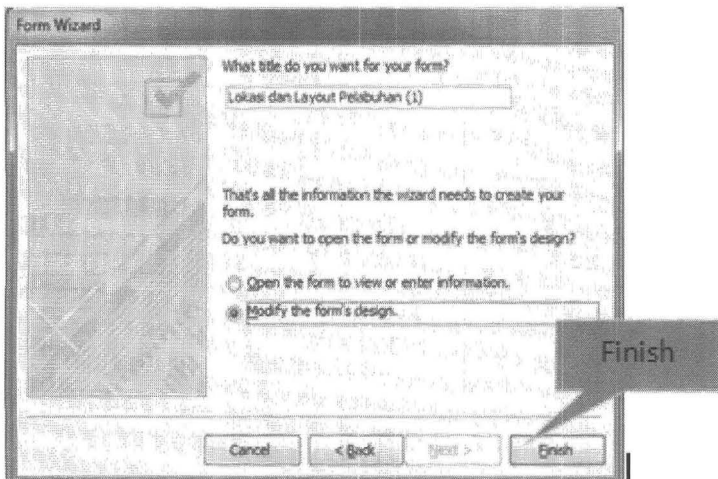 Form Wizard
What title do you want for your form?
Lokasi dan Layout Pelabuhan (1)
That's all the information the wizard needs to create your
form.
Do you want to open the form or modify the form's design?
Open the form to view or enter information.
Modify the form's design.
Finish
Cancel
< Back
Next >
Finish